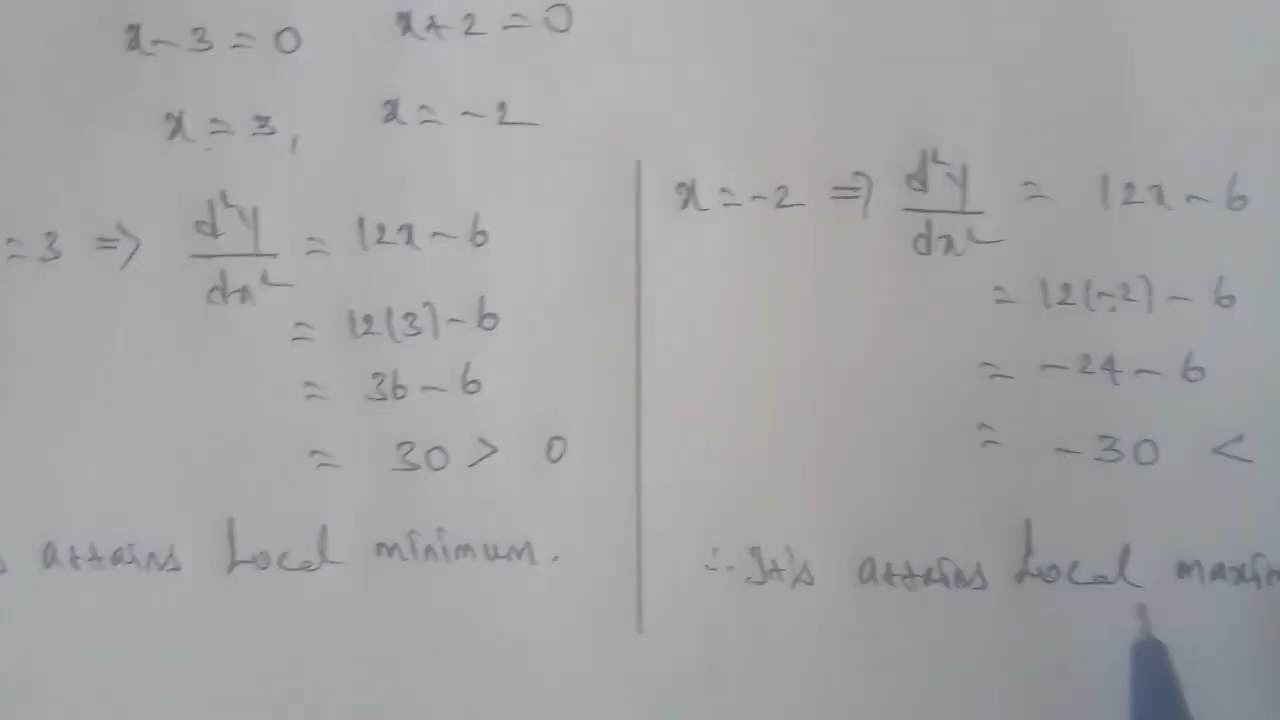 x - 3 = 0 x + 2 = 0
x = 3, x = -2
= 3 ⇒ d²y/dx² = 12x - 6
= 12(3) - 6
= 36 - 6
= 30 > 0
s attains Local minimum.
x = -2 ⇒ d²y/dx² = 12x - 6
= 12(-2) - 6
= -24 - 6
= -30 <
∴ It's attains Local maxim